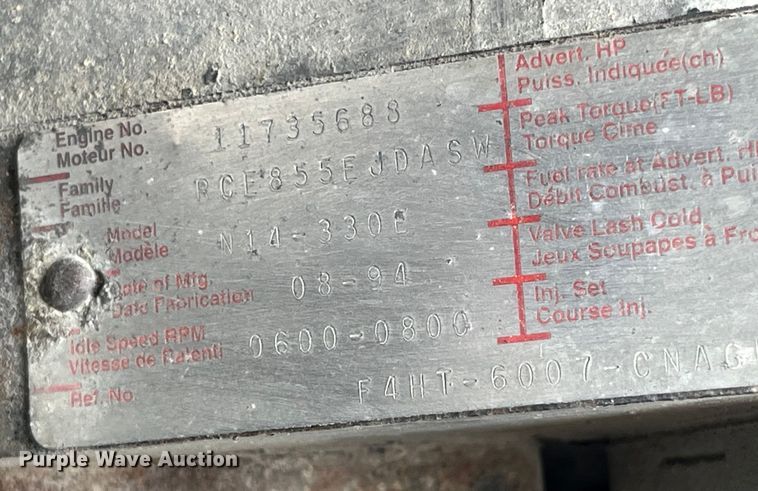 Engine No. 11735688
Moteur No.
Family RCE855EJDASW
Famille
Model N14-330E
Modèle
Date of Mfg. 08-94
Date Fabrication
Idle Speed RPM 0600-0800
Vitesse de Ralenti
Ref. No. F4HT-6007-CNAG
Advert. HP
Puiss. Indiquée(ch)
Peak Torque(FT-LB)
Torque Cime
Fuel rate at Advert.
Débit Combust. à
Valve Lash Cold
Jeux Soupapes à
Inj. Set
Course Inj.
Purple Wave Auction